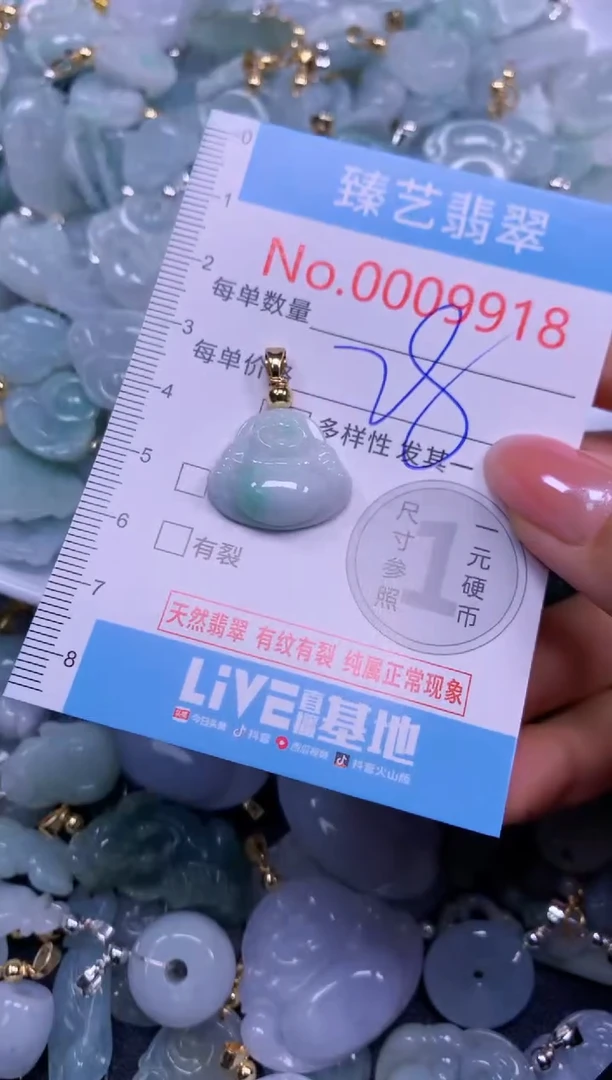 臻艺翡翠
No.0009918
每单数量
每单价格
28
多样性 发其一
有裂
尺寸参照
1
一元硬币
天然翡翠 有纹有裂 纯属正常现象
LIVE直播基地
今日头条 抖音 西瓜视频 抖音火山版
0
1
2
3
4
5
6
7
8